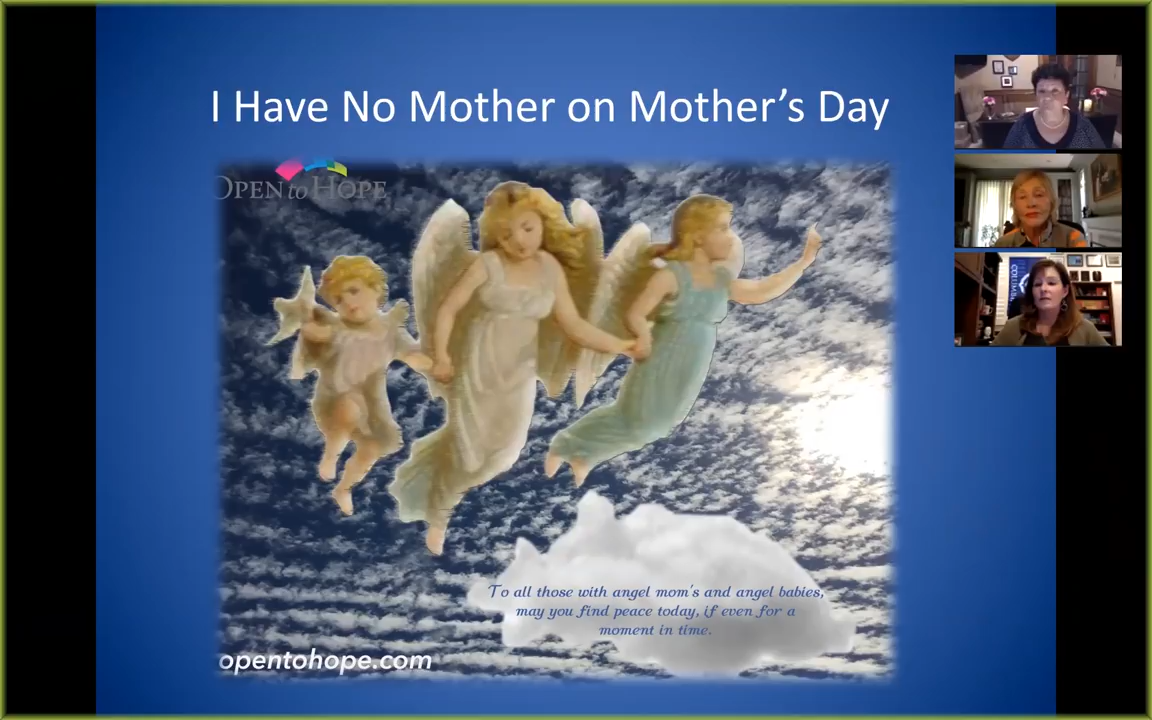 I Have No Mother on Mother's Day
OPEN to HOPE
To all those with angel mom's and angel babies,
may you find peace today, if even for a
moment in time.
opentohope.com